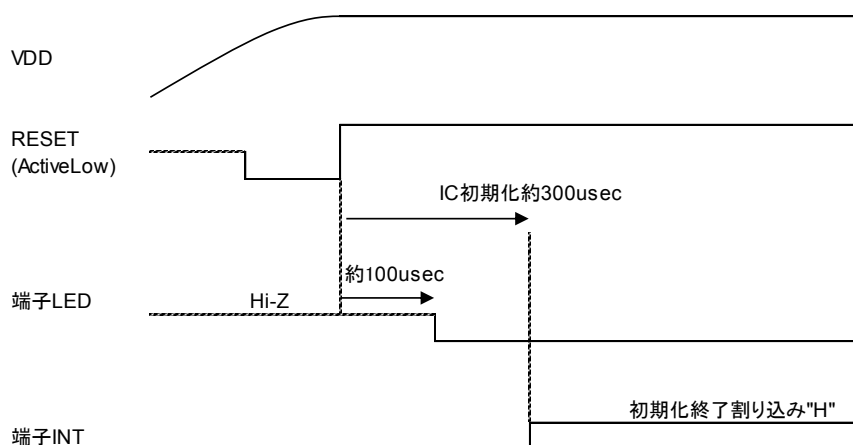 VDD
RESET
(ActiveLow)
IC初期化約300usec
約100usec
端子LED
Hi-Z
初期化終了割り込み"H"
端子INT